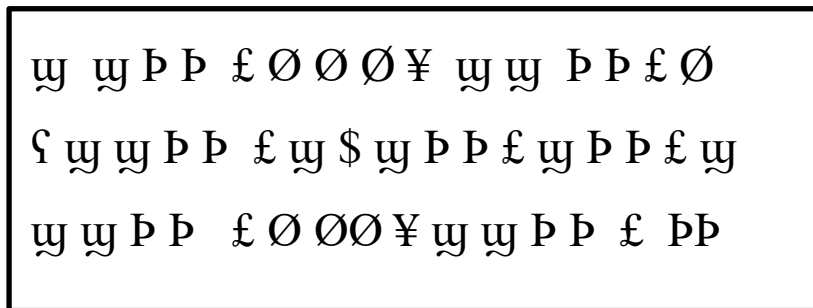 ꭒ ꭒ Þ Þ £ Ø Ø Ø ¥ ꭒ ꭒ Þ Þ £ Ø
ʢ ꭒ ꭒ Þ Þ £ ꭒ $ ꭒ Þ Þ £ ꭒ Þ Þ £ ꭒ
ꭒ ꭒ Þ Þ £ Ø ØØ ¥ ꭒ ꭒ Þ Þ £ ÞÞ